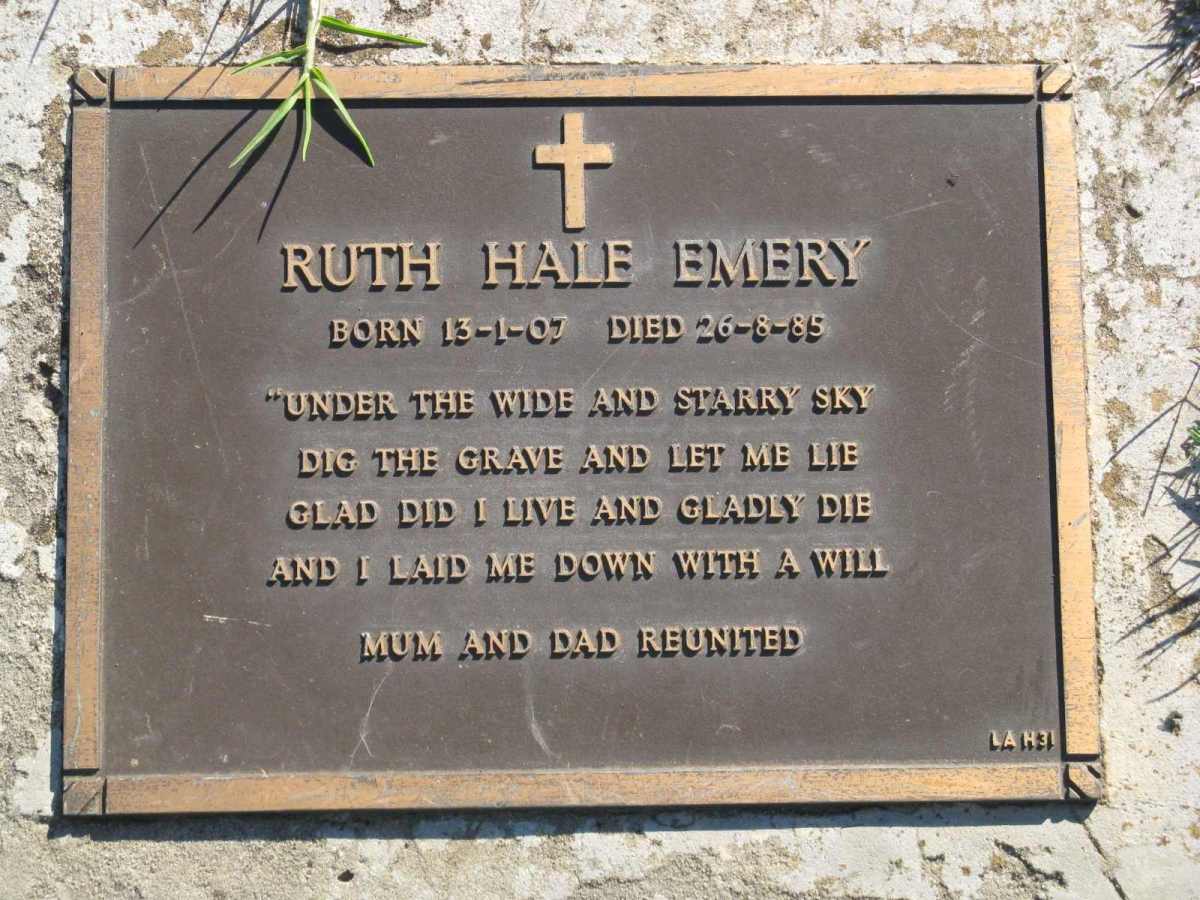 RUTH HALE EMERY
BORN 13-1-07 DIED 26-8-85
"UNDER THE WIDE AND STARRY SKY
DIG THE GRAVE AND LET ME LIE
GLAD DID I LIVE AND GLADLY DIE
AND I LAID ME DOWN WITH A WILL
MUM AND DAD REUNITED
LA H31